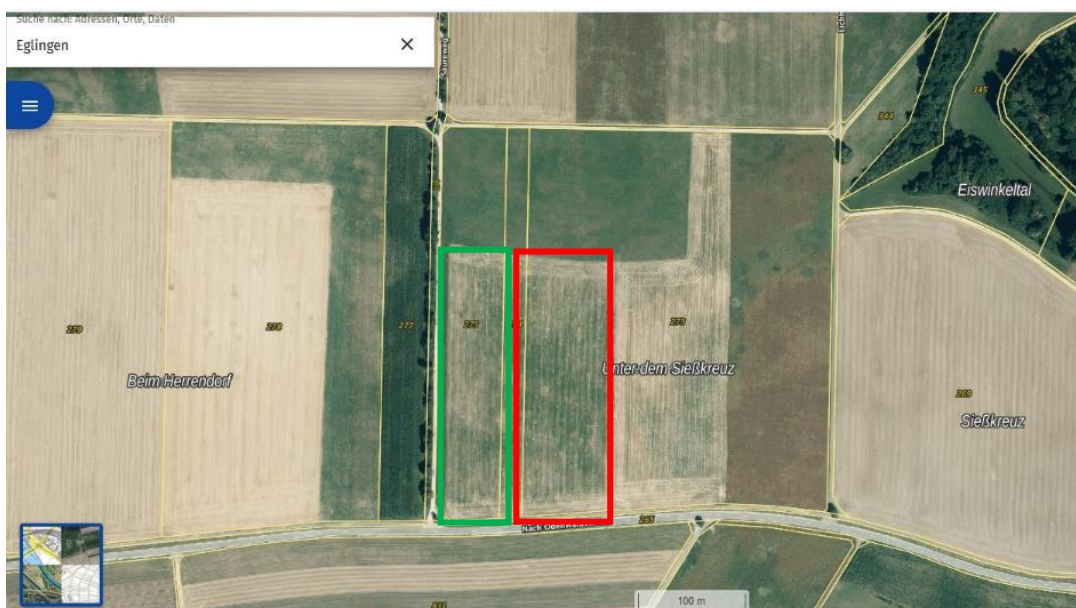 Suche nach: Adressen, Orte, Daten
Eglingen
344
345
Eiswinkeltal
279
278
277
275
273
Beim Herrendorf
Unter dem Sießkreuz
269
Sießkreuz
265
100 m